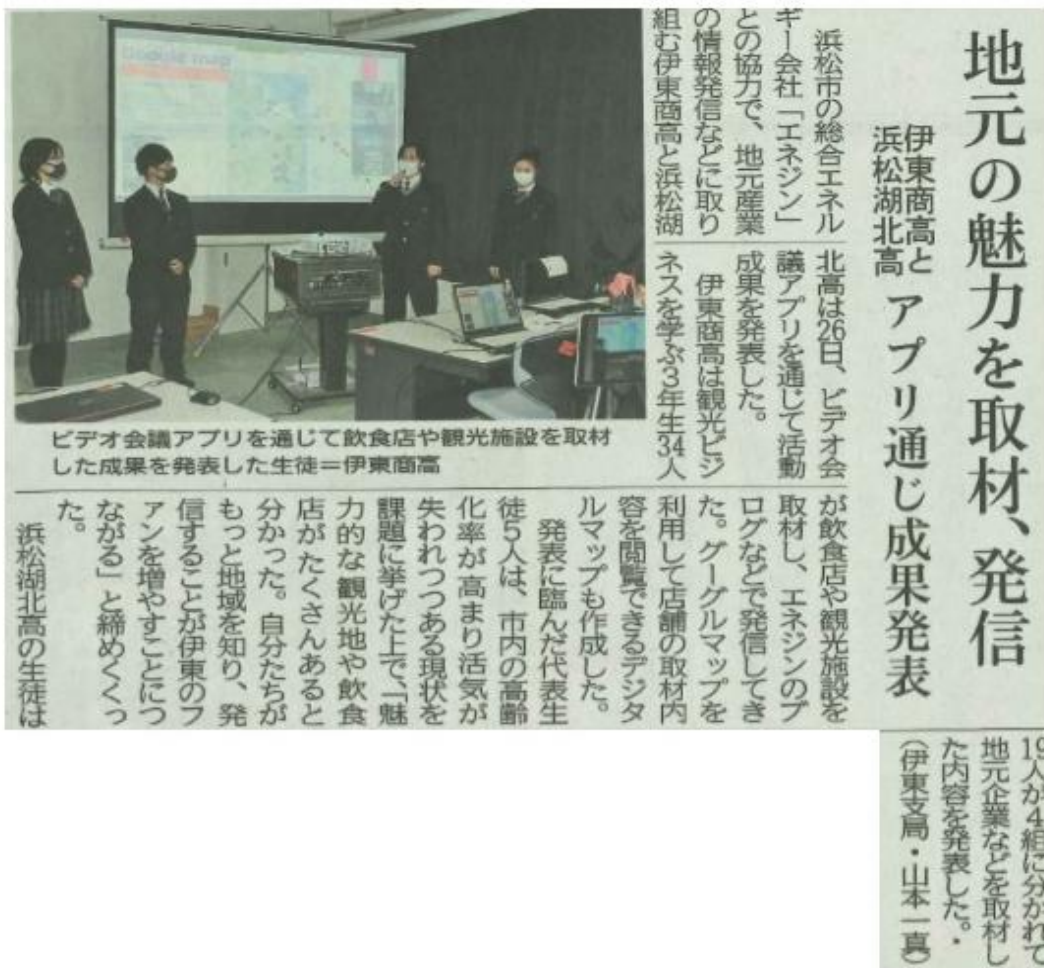 地元の魅力を取材、発信
伊東商高と
浜松湖北高
アプリ通じ成果発表
浜松市の総合エネル
ギー会社「エネジン」
との協力で、地元産業
の情報発信などに取り
組む伊東商高と浜松湖
北高は26日、ビデオ会
議アプリを通じて活動
成果を発表した。
伊東商高は観光ビジ
ネスを学ぶ3年生34人
が飲食店や観光施設を
取材し、エネジンのブ
ログなどで発信してき
た。グーグルマップを
利用して店舗の取材内
容を閲覧できるデジタ
ルマップも作成した。
発表に臨んだ代表生
徒5人は、市内の高齢
化率が高まり活気が
失われつつある現状を
課題に挙げた上で、「魅
力的な観光地や飲食
店がたくさんあると
分かった。自分たちが
もっと地域を知り、発
信することが伊東のフ
ァンを増やすことにつ
ながる」と締めくくっ
た。
浜松湖北高の生徒は
19人が4組に分かれて
地元企業などを取材し
た内容を発表した。・
（伊東支局・山本一真）
Google map
ビデオ会議アプリを通じて飲食店や観光施設を取材
した成果を発表した生徒＝伊東商高